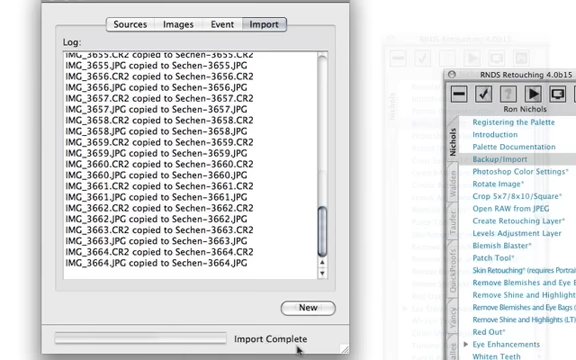 Sources
Images
Event
Import
Log:
IMG_3655.CR2 copied to Sechen-3655.CR2
IMG_3655.JPG copied to Sechen-3655.JPG
IMG_3656.CR2 copied to Sechen-3656.CR2
IMG_3656.JPG copied to Sechen-3656.JPG
IMG_3657.CR2 copied to Sechen-3657.CR2
IMG_3657.JPG copied to Sechen-3657.JPG
IMG_3658.CR2 copied to Sechen-3658.CR2
IMG_3658.JPG copied to Sechen-3658.JPG
IMG_3659.CR2 copied to Sechen-3659.CR2
IMG_3659.JPG copied to Sechen-3659.JPG
IMG_3660.CR2 copied to Sechen-3660.CR2
IMG_3660.JPG copied to Sechen-3660.JPG
IMG_3661.CR2 copied to Sechen-3661.CR2
IMG_3661.JPG copied to Sechen-3661.JPG
IMG_3662.CR2 copied to Sechen-3662.CR2
IMG_3662.JPG copied to Sechen-3662.JPG
IMG_3663.CR2 copied to Sechen-3663.CR2
IMG_3663.JPG copied to Sechen-3663.JPG
IMG_3664.CR2 copied to Sechen-3664.CR2
IMG_3664.JPG copied to Sechen-3664.JPG
New
Import Complete
RNDS Retouching 4.0b15
Ron Nichols
Nichols
Walden
Taufer
QuickProofs
Yancy
Registering the Palette
Introduction
Palette Documentation
Backup/Import
Photoshop Color Settings*
Rotate Image*
Crop 5x7/8x10/Square*
Open RAW from JPEG
Create Retouching Layer*
Levels Adjustment Layer
Blemish Blaster*
Patch Tool*
Skin Retouching* (requires Portrai
Remove Blemishes and Eye B
Remove Shine and Highlights
Remove Blemishes and Eye B
Remove Shine and Highlights (LT)
Red Out*
Eye Enhancements
Whiten Teeth